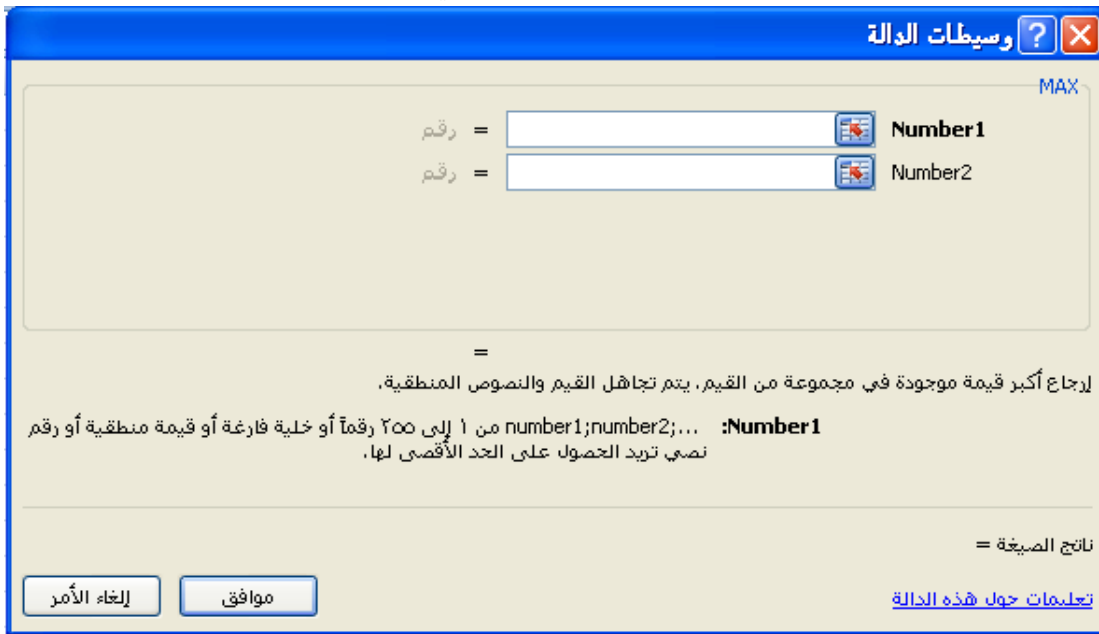 وسيطات الدالة
MAX
Number1 = رقم
Number2 = رقم
=
إرجاع أكبر قيمة موجودة في مجموعة من القيم. يتم تجاهل القيم والنصوص المنطقية.
Number1: number1;number2;... من ١ إلى ٢٥٥ رقماً أو خلية فارغة أو قيمة منطقية أو رقم
نصي تريد الحصول على الحد الأقصى لها.
ناتج الصيغة =
تعليمات حول هذه الدالة
موافق
إلغاء الأمر